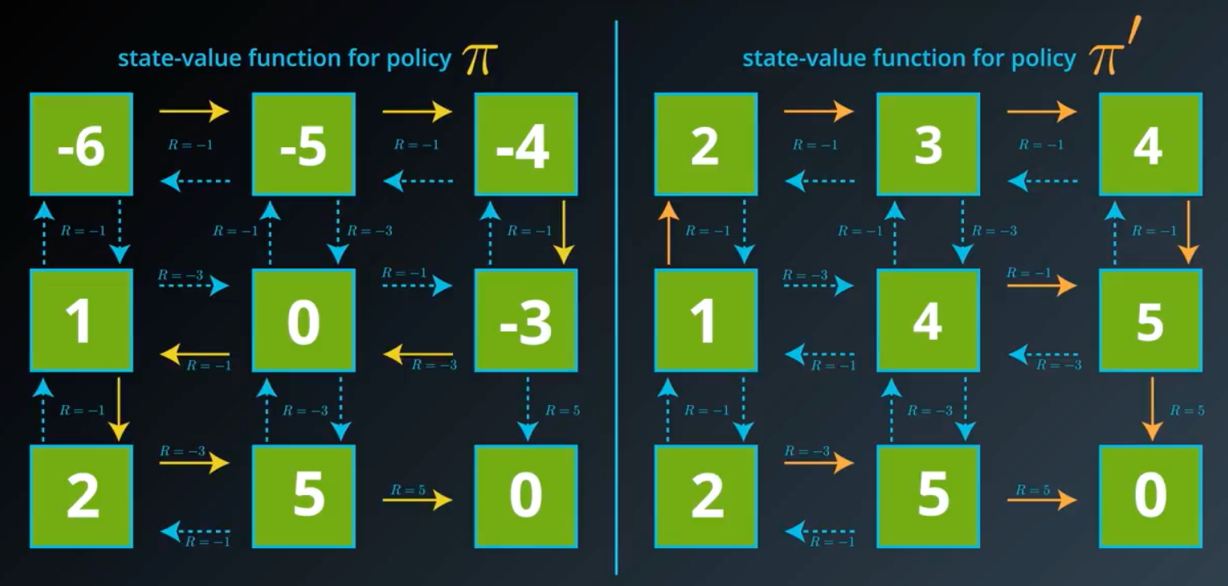 state-value function for policy π
-6 R = −1 -5 R = −1 -4
R = −1 R = −1 R = −3 R = −1
R = −3 R = −1
1 0 -3
R = −1 R = −3
R = −1 R = −3 R = 5
R = −3
2 5 R = 5 0
R = −1
state-value function for policy π′
2 R = −1 3 R = −1 4
R = −1 R = −1 R = −3 R = −1
R = −3 R = −1
1 4 5
R = −1 R = −3
R = −1 R = −3 R = 5
R = −3
2 5 R = 5 0
R = −1